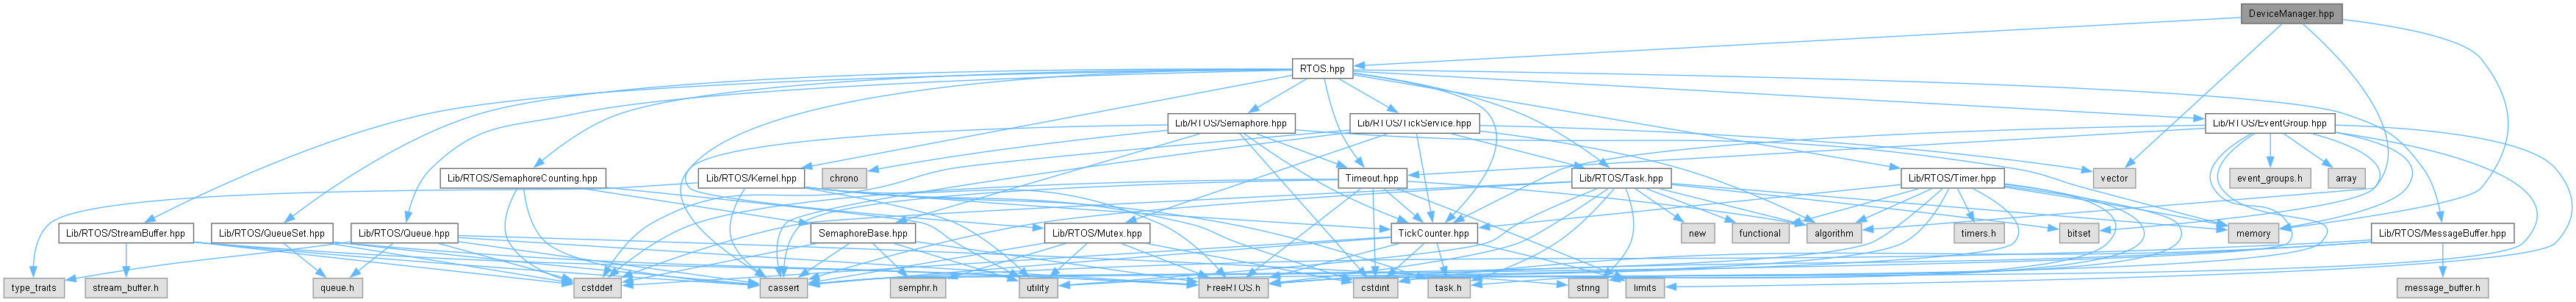 DeviceManager.hpp
RTOS.hpp
Lib/RTOS/Semaphore.hpp
Lib/RTOS/TickService.hpp
Lib/RTOS/EventGroup.hpp
Lib/RTOS/SemaphoreCounting.hpp
Lib/RTOS/Kernel.hpp
chrono
Timeout.hpp
Lib/RTOS/Task.hpp
Lib/RTOS/Timer.hpp
vector
event_groups.h
array
Lib/RTOS/StreamBuffer.hpp
Lib/RTOS/QueueSet.hpp
Lib/RTOS/Queue.hpp
SemaphoreBase.hpp
Lib/RTOS/Mutex.hpp
TickCounter.hpp
new
functional
algorithm
timers.h
bitset
memory
Lib/RTOS/MessageBuffer.hpp
type_traits
stream_buffer.h
queue.h
cstddef
cassert
semphr.h
utility
FreeRTOS.h
cstdint
task.h
string
limits
message_buffer.h